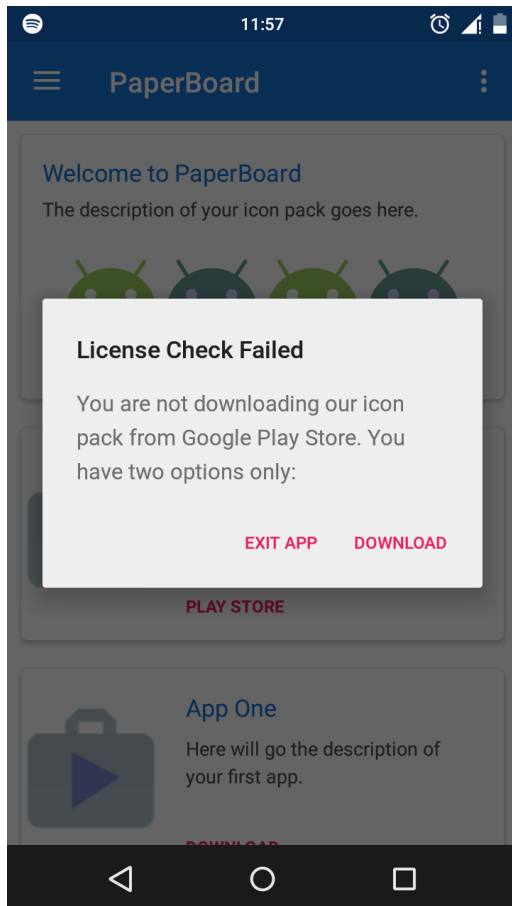 11:57
PaperBoard
Welcome to PaperBoard
The description of your icon pack goes here.
License Check Failed
You are not downloading our icon
pack from Google Play Store. You
have two options only:
EXIT APP DOWNLOAD
PLAY STORE
App One
Here will go the description of
your first app.
DOWNLOAD